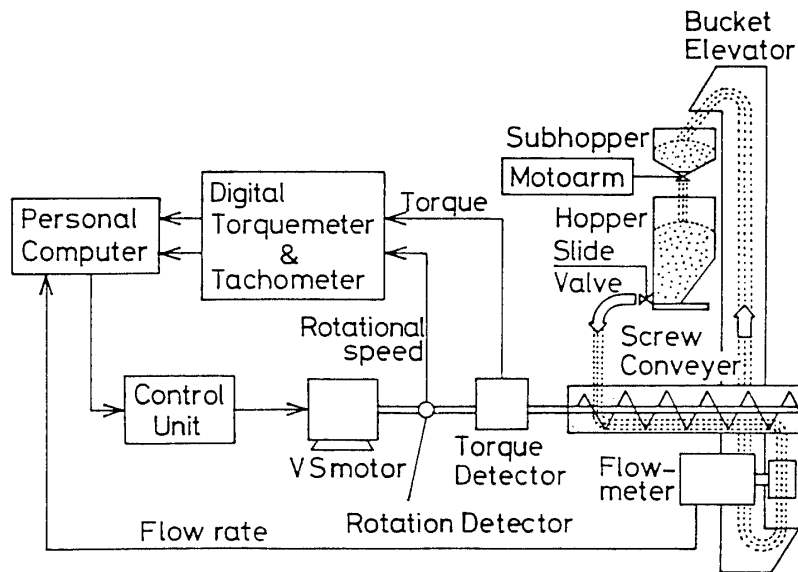 Bucket
Elevator
Subhopper
Motoarm
Hopper
Slide
Valve
Digital
Torquemeter
&
Tachometer
Torque
Personal
Computer
Rotational
speed
Screw
Conveyer
Control
Unit
VSmotor
Torque
Detector
Flow-
meter
Rotation Detector
Flow rate